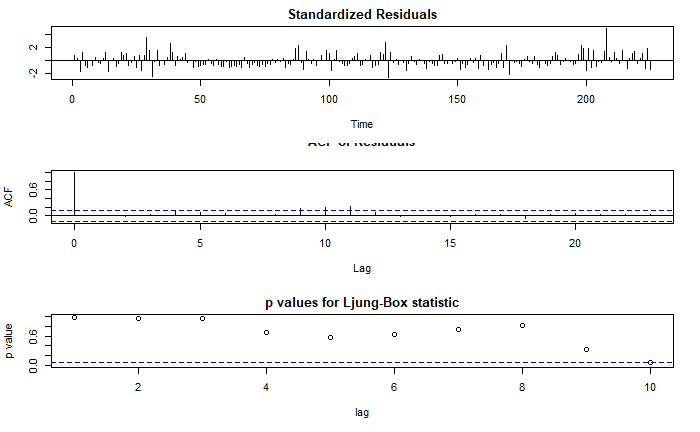 Standardized Residuals
2
-2
0 50 100 150 200
Time
ACF of Residuals
ACF
0.6
0.0
0 5 10 15 20
Lag
p values for Ljung-Box statistic
p value
0.6
0.0
2 4 6 8 10
lag